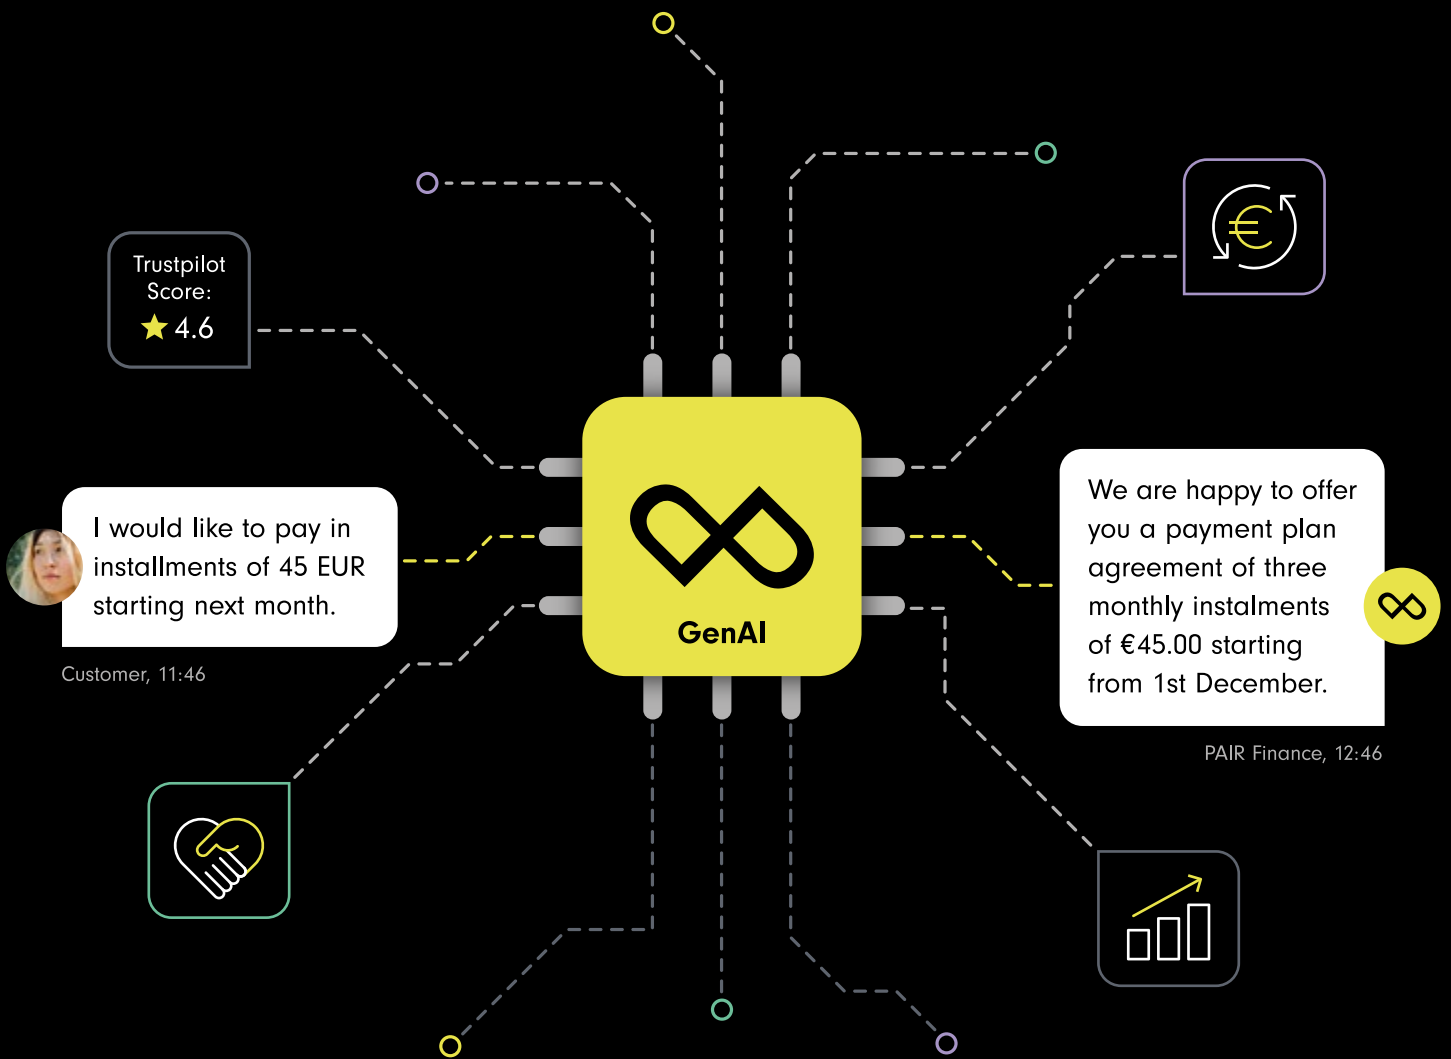 Trustpilot
Score:
4.6
I would like to pay in
installments of 45 EUR
starting next month.
Customer, 11:46
GenAI
We are happy to offer
you a payment plan
agreement of three
monthly instalments
of €45.00 starting
from 1st December.
PAIR Finance, 12:46